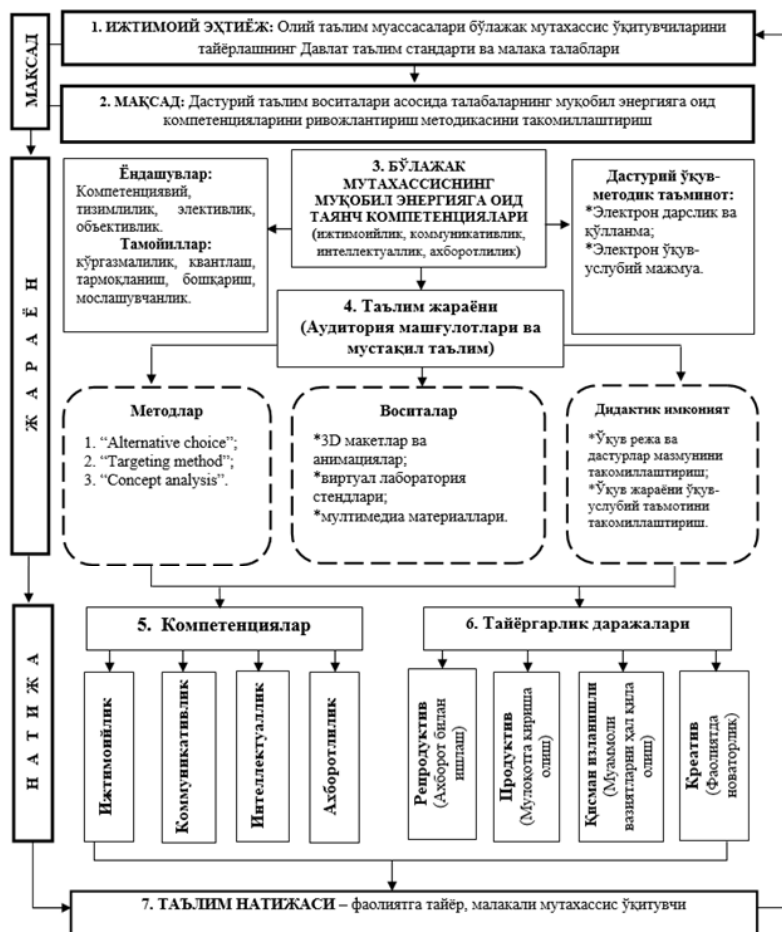 МАҚСАД
1. ИЖТИМОИЙ ЭҲТИЁЖ: Олий таълим муассасалари бўлажак мутахассис ўқитувчиларини
тайёрлашнинг Давлат таълим стандарти ва малака талаблари
2. МАҚСАД: Дастурий таълим воситалари асосида талабаларнинг муқобил энергияга оид
компетенцияларини ривожлантириш методикасини такомиллаштириш
ЖАРАЁН
Ёндашувлар:
Компетенциявий,
тизимлилик, элективлик,
объективлик.
Тамойиллар:
кўргазмалилик, квантлаш,
тармоқланиш, бошқариш,
мослашувчанлик.
3. БЎЛАЖАК
МУТАХАССИСНИНГ
МУҚОБИЛ ЭНЕРГИЯГА ОИД
ТАЯНЧ КОМПЕТЕНЦИЯЛАРИ
(ижтимоийлик, коммуникативлик,
интеллектуаллик, ахборотлилик)
Дастурий ўқув-
методик таъминот:
*Электрон дарслик ва
қўлланма;
*Электрон ўқув-
услубий мажмуа.
4. Таълим жараёни
(Аудитория машғулотлари ва
мустақил таълим)
Методлар
1. “Alternative choice”;
2. “Targeting method”;
3. “Concept analysis”.
Воситалар
*3D макетлар ва
анимациялар;
*виртуал лаборатория
стендлари;
*мултимедиа материаллари.
Дидактик имконият
*Ўқув режа ва
дастурлар мазмунини
такомиллаштириш;
*Ўқув жараёни ўқув-
услубий таъмотини
такомиллаштириш.
НАТИЖА
5. Компетенциялар
6. Тайёргарлик даражалари
Ижтимоийлик
Коммуникативлик
Интеллектуаллик
Ахборотлилик
Репродуктив
(Ахборот билан
ишлаш)
Продуктив
(Мулоқотга кириша
олиш)
Қисман изланишли
(Муаммоли
вазиятларни ҳал қила
олиш)
Креатив
(Фаолиятда
новаторлик)
7. ТАЪЛИМ НАТИЖАСИ – фаолиятга тайёр, малакали мутахассис ўқитувчи